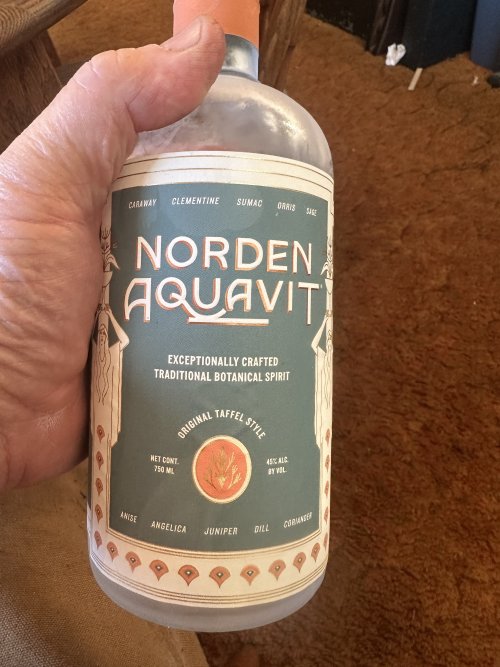 CARAWAY CLEMENTINE SUMAC ORRIS SAGE
NORDEN
AQUAVIT
EXCEPTIONALLY CRAFTED
TRADITIONAL BOTANICAL SPIRIT
ORIGINAL TAFFEL STYLE
NET CONT. 45% ALC.
750 ML BY VOL.
ANISE ANGELICA JUNIPER DILL CORIANDER